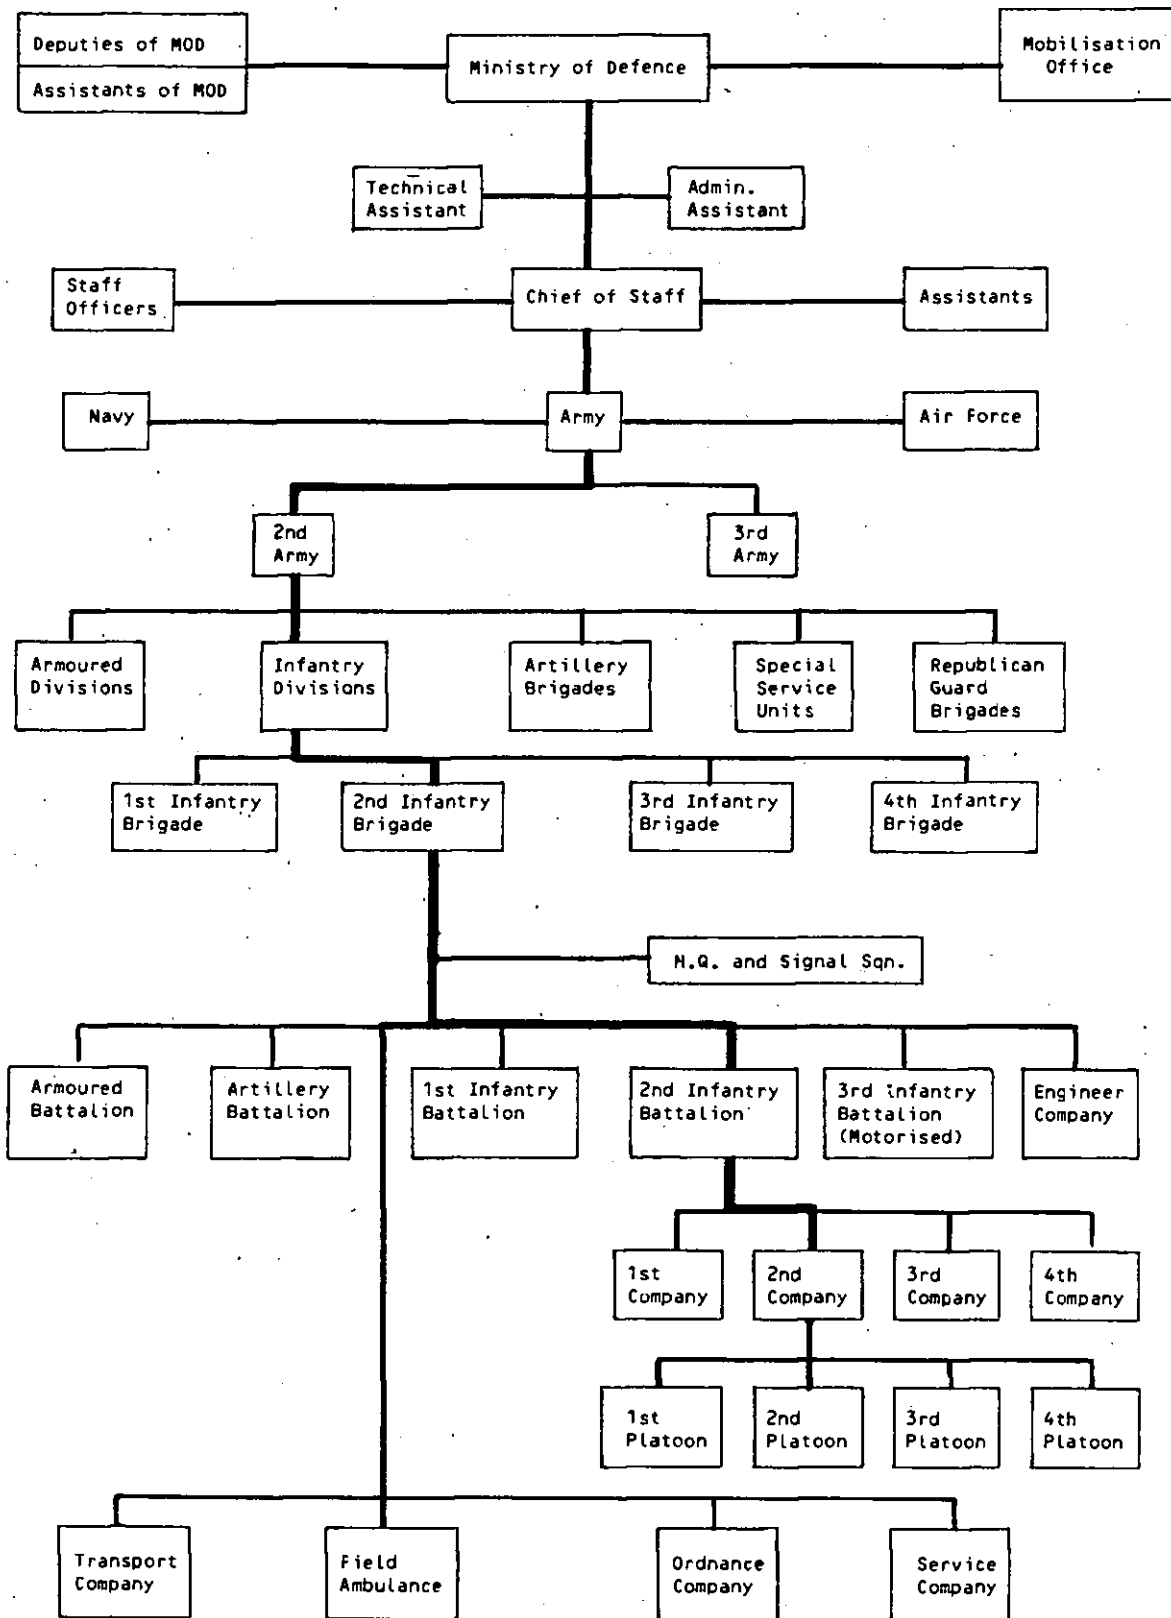 Deputies of MOD
Assistants of MOD
Ministry of Defence
Mobilisation
Office
Technical
Assistant
Admin.
Assistant
Staff
Officers
Chief of Staff
Assistants
Navy
Army
Air Force
2nd
Army
3rd
Army
Armoured
Divisions
Infantry
Divisions
Artillery
Brigades
Special
Service
Units
Republican
Guard
Brigades
1st Infantry
Brigade
2nd Infantry
Brigade
3rd Infantry
Brigade
4th Infantry
Brigade
H.Q. and Signal Sqn.
Armoured
Battalion
Artillery
Battalion
1st Infantry
Battalion
2nd Infantry
Battalion
3rd Infantry
Battalion
(Motorised)
Engineer
Company
1st
Company
2nd
Company
3rd
Company
4th
Company
1st
Platoon
2nd
Platoon
3rd
Platoon
4th
Platoon
Transport
Company
Field
Ambulance
Ordnance
Company
Service
Company